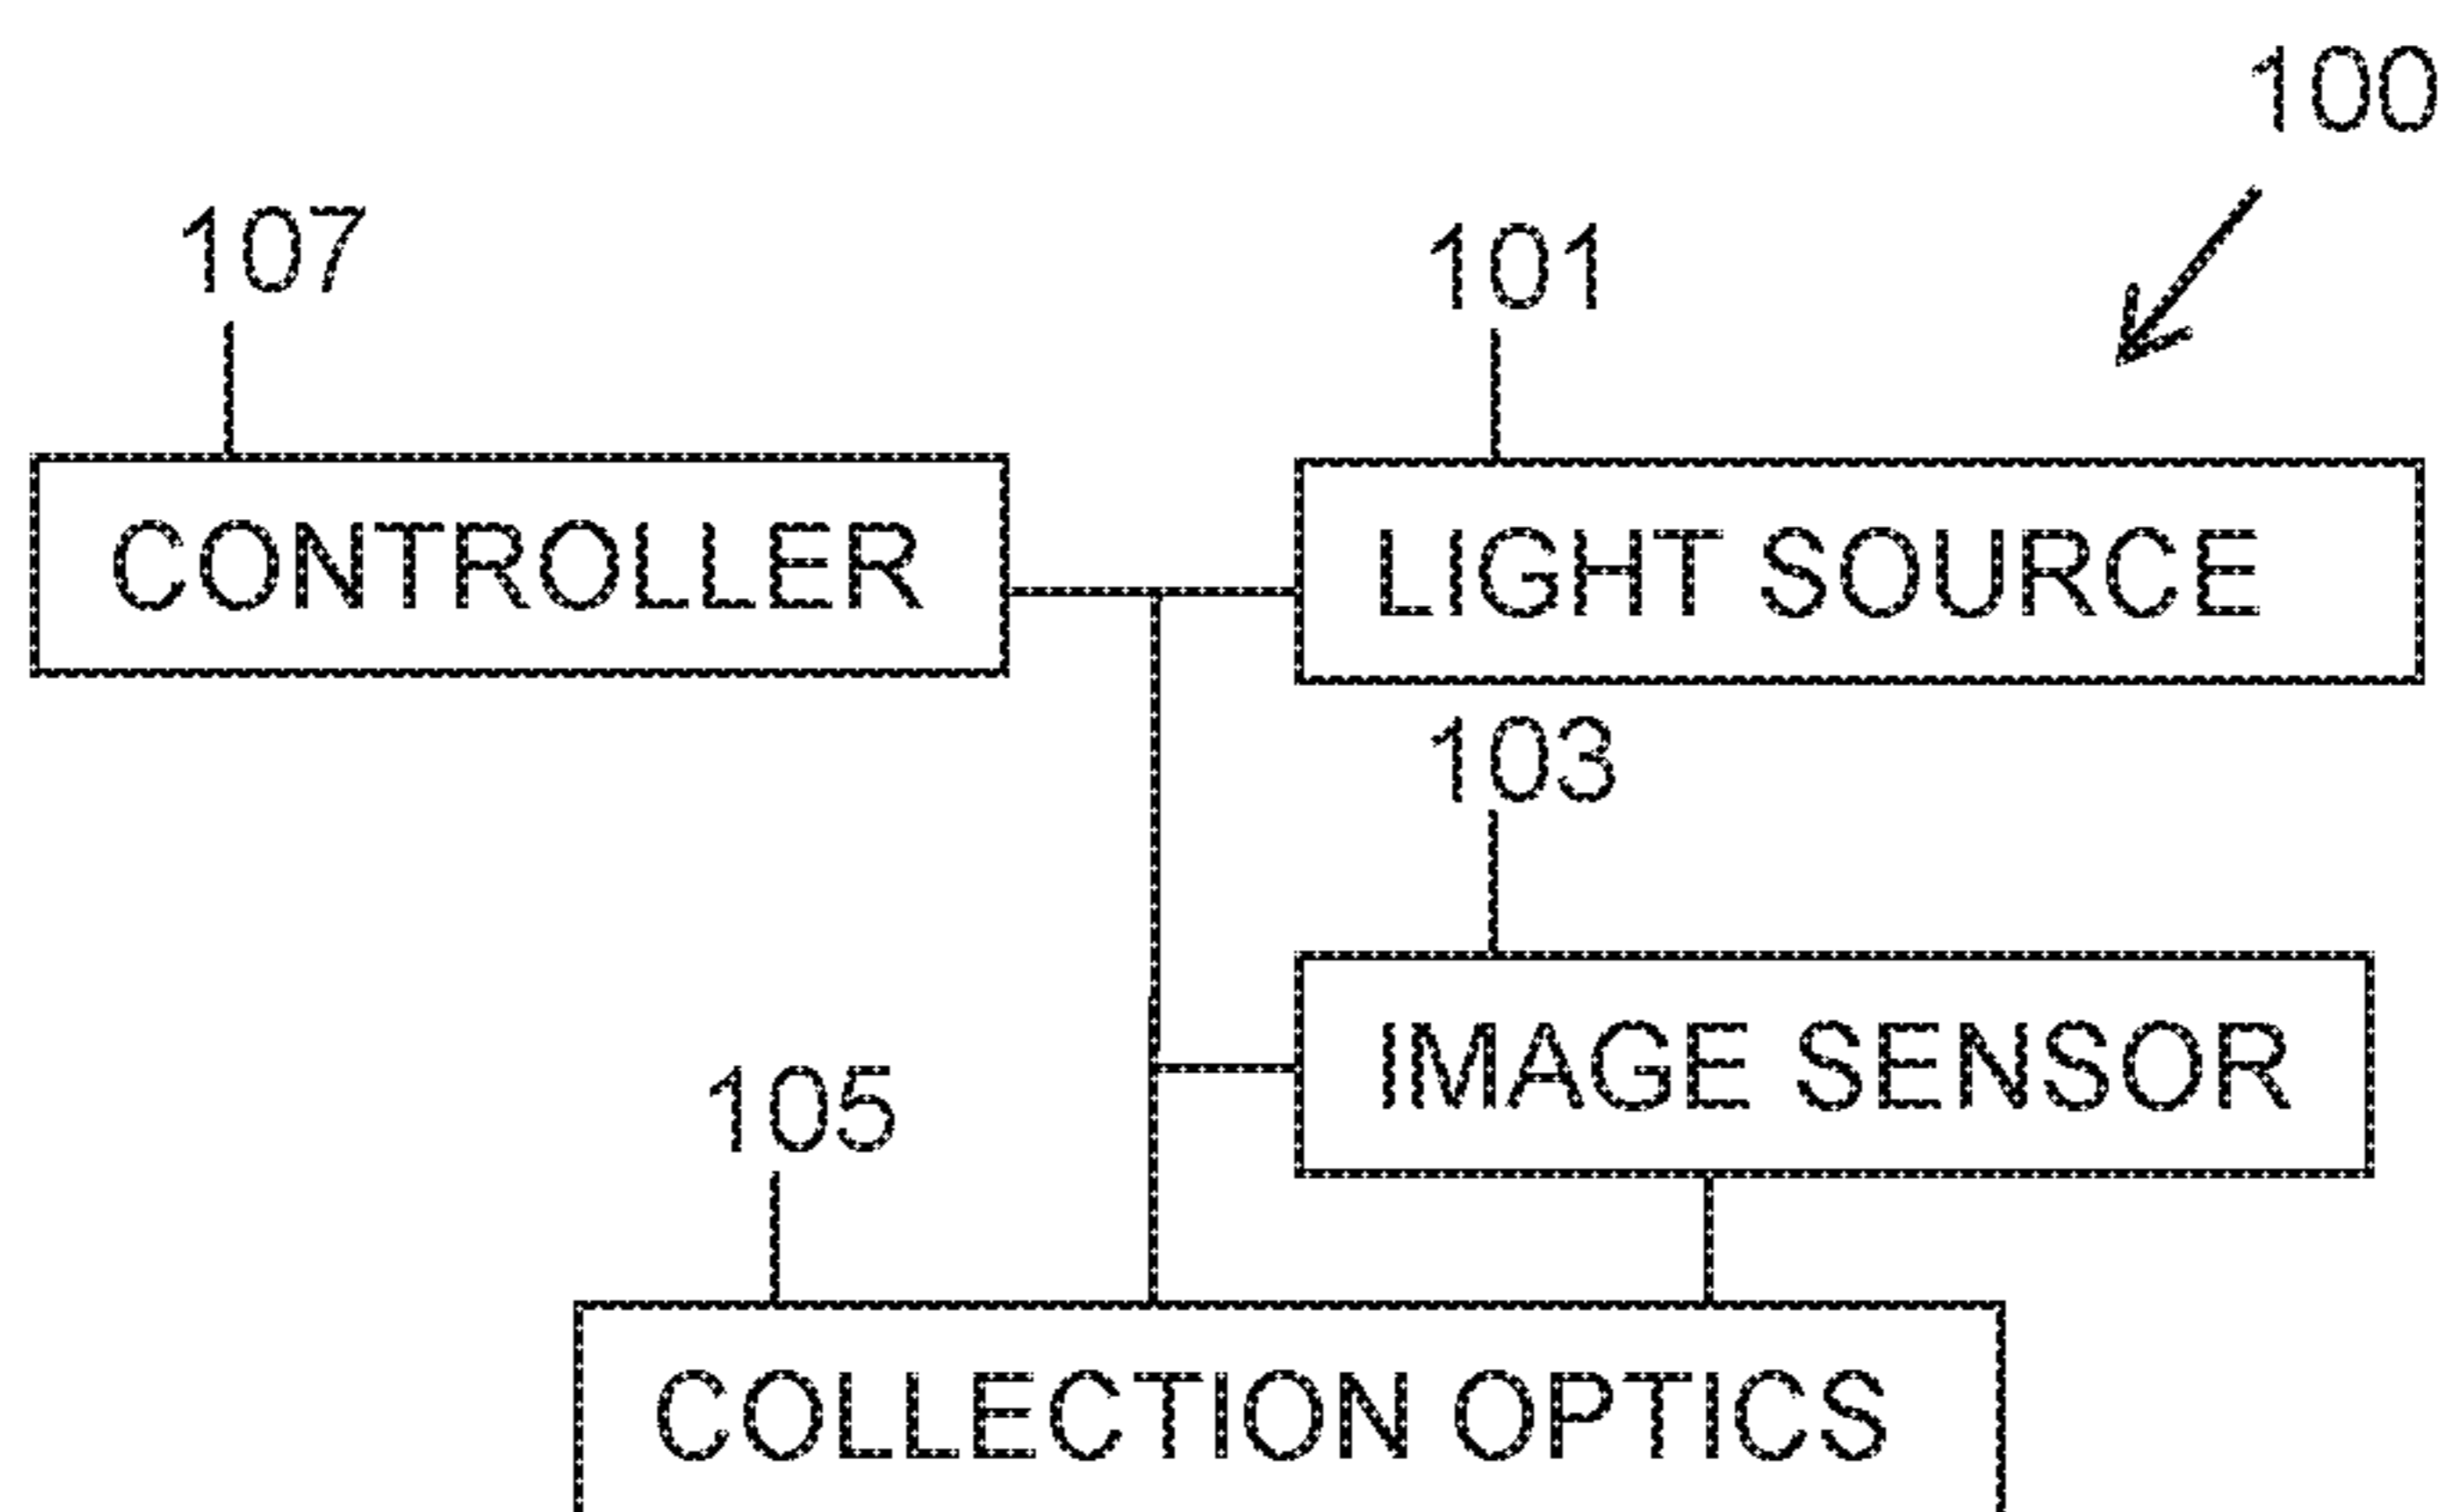 100
107
101
CONTROLLER
LIGHT SOURCE
103
IMAGE SENSOR
105
COLLECTION OPTICS